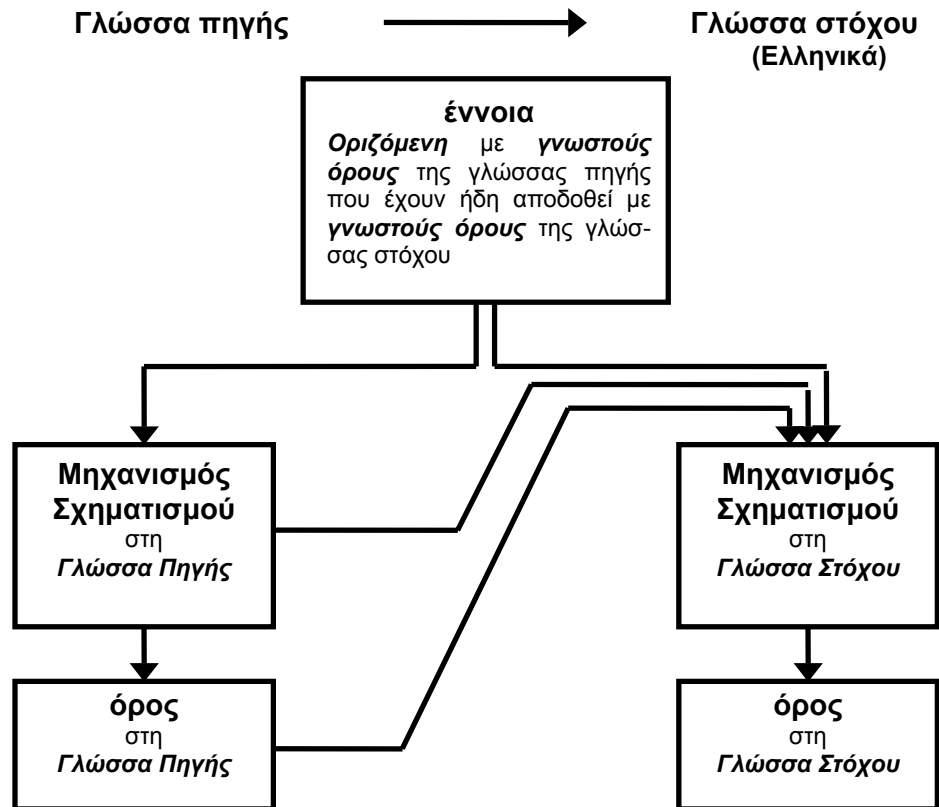 Γλώσσα πηγής
Γλώσσα στόχου
(Ελληνικά)
έννοια
Οριζόμενη με γνωστούς
όρους της γλώσσας πηγής
που έχουν ήδη αποδοθεί με
γνωστούς όρους της γλώσ-
σας στόχου
Μηχανισμός
Σχηματισμού
στη
Γλώσσα Πηγής
Μηχανισμός
Σχηματισμού
στη
Γλώσσα Στόχου
όρος
στη
Γλώσσα Πηγής
όρος
στη
Γλώσσα Στόχου